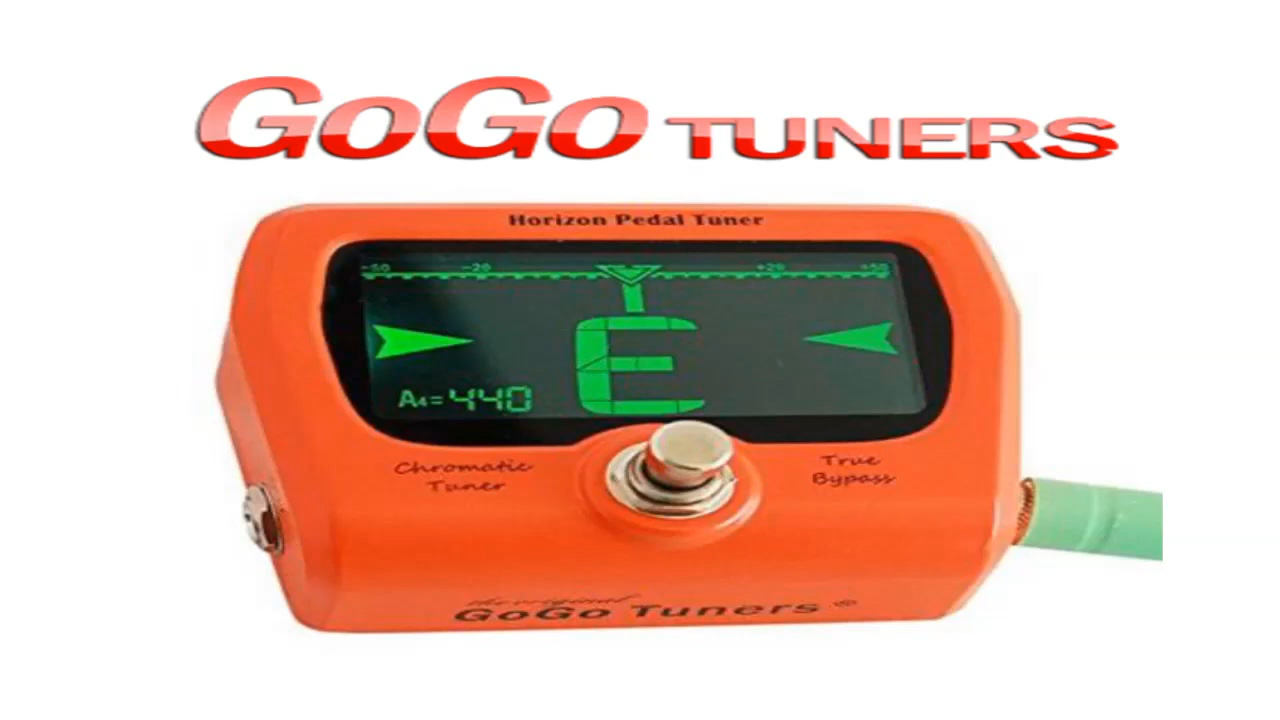 GoGo TUNERS
Horizon Pedal Tuner
-50 -20 +20 +50
E
A4=440
Chromatic
Tuner
True
Bypass
the original
GoGo Tuners ®